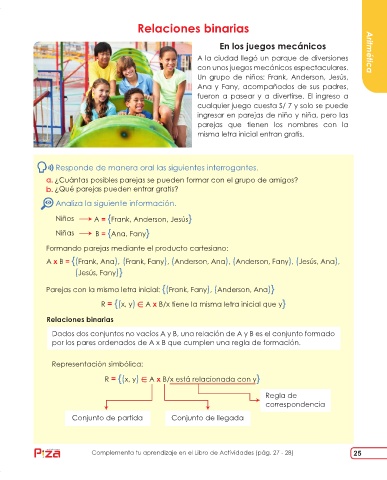 Relaciones binarias
Aritmética
En los juegos mecánicos
A la ciudad llegó un parque de diversiones
con unos juegos mecánicos espectaculares.
Un grupo de niños: Frank, Anderson, Jesús,
Ana y Fany, acompañados de sus padres,
fueron a pasear y a divertirse. El ingreso a
cualquier juego cuesta S/ 7 y solo se puede
ingresar en parejas de niño y niña, pero las
parejas que tienen los nombres con la
misma letra inicial entran gratis.
Responde de manera oral las siguientes interrogantes.
a. ¿Cuántas posibles parejas se pueden formar con el grupo de amigos?
b. ¿Qué parejas pueden entrar gratis?
Analiza la siguiente información.
Niños → A = {Frank, Anderson, Jesús}
Niñas → B = {Ana, Fany}
Formando parejas mediante el producto cartesiano:
A x B = {(Frank, Ana), (Frank, Fany), (Anderson, Ana), (Anderson, Fany), (Jesús, Ana),
(Jesús, Fany)}
Parejas con la misma letra inicial: {(Frank, Fany), (Anderson, Ana)}
R = {(x, y) ∈ A x B/x tiene la misma letra inicial que y}
Relaciones binarias
Dados dos conjuntos no vacíos A y B, una relación de A y B es el conjunto formado
por los pares ordenados de A x B que cumplen una regla de formación.
Representación simbólica:
R = {(x, y) ∈ A x B/x está relacionada con y}
Regla de
correspondencia
Conjunto de partida Conjunto de llegada
Complementa tu aprendizaje en el Libro de Actividades (pág. 27 - 28)
25